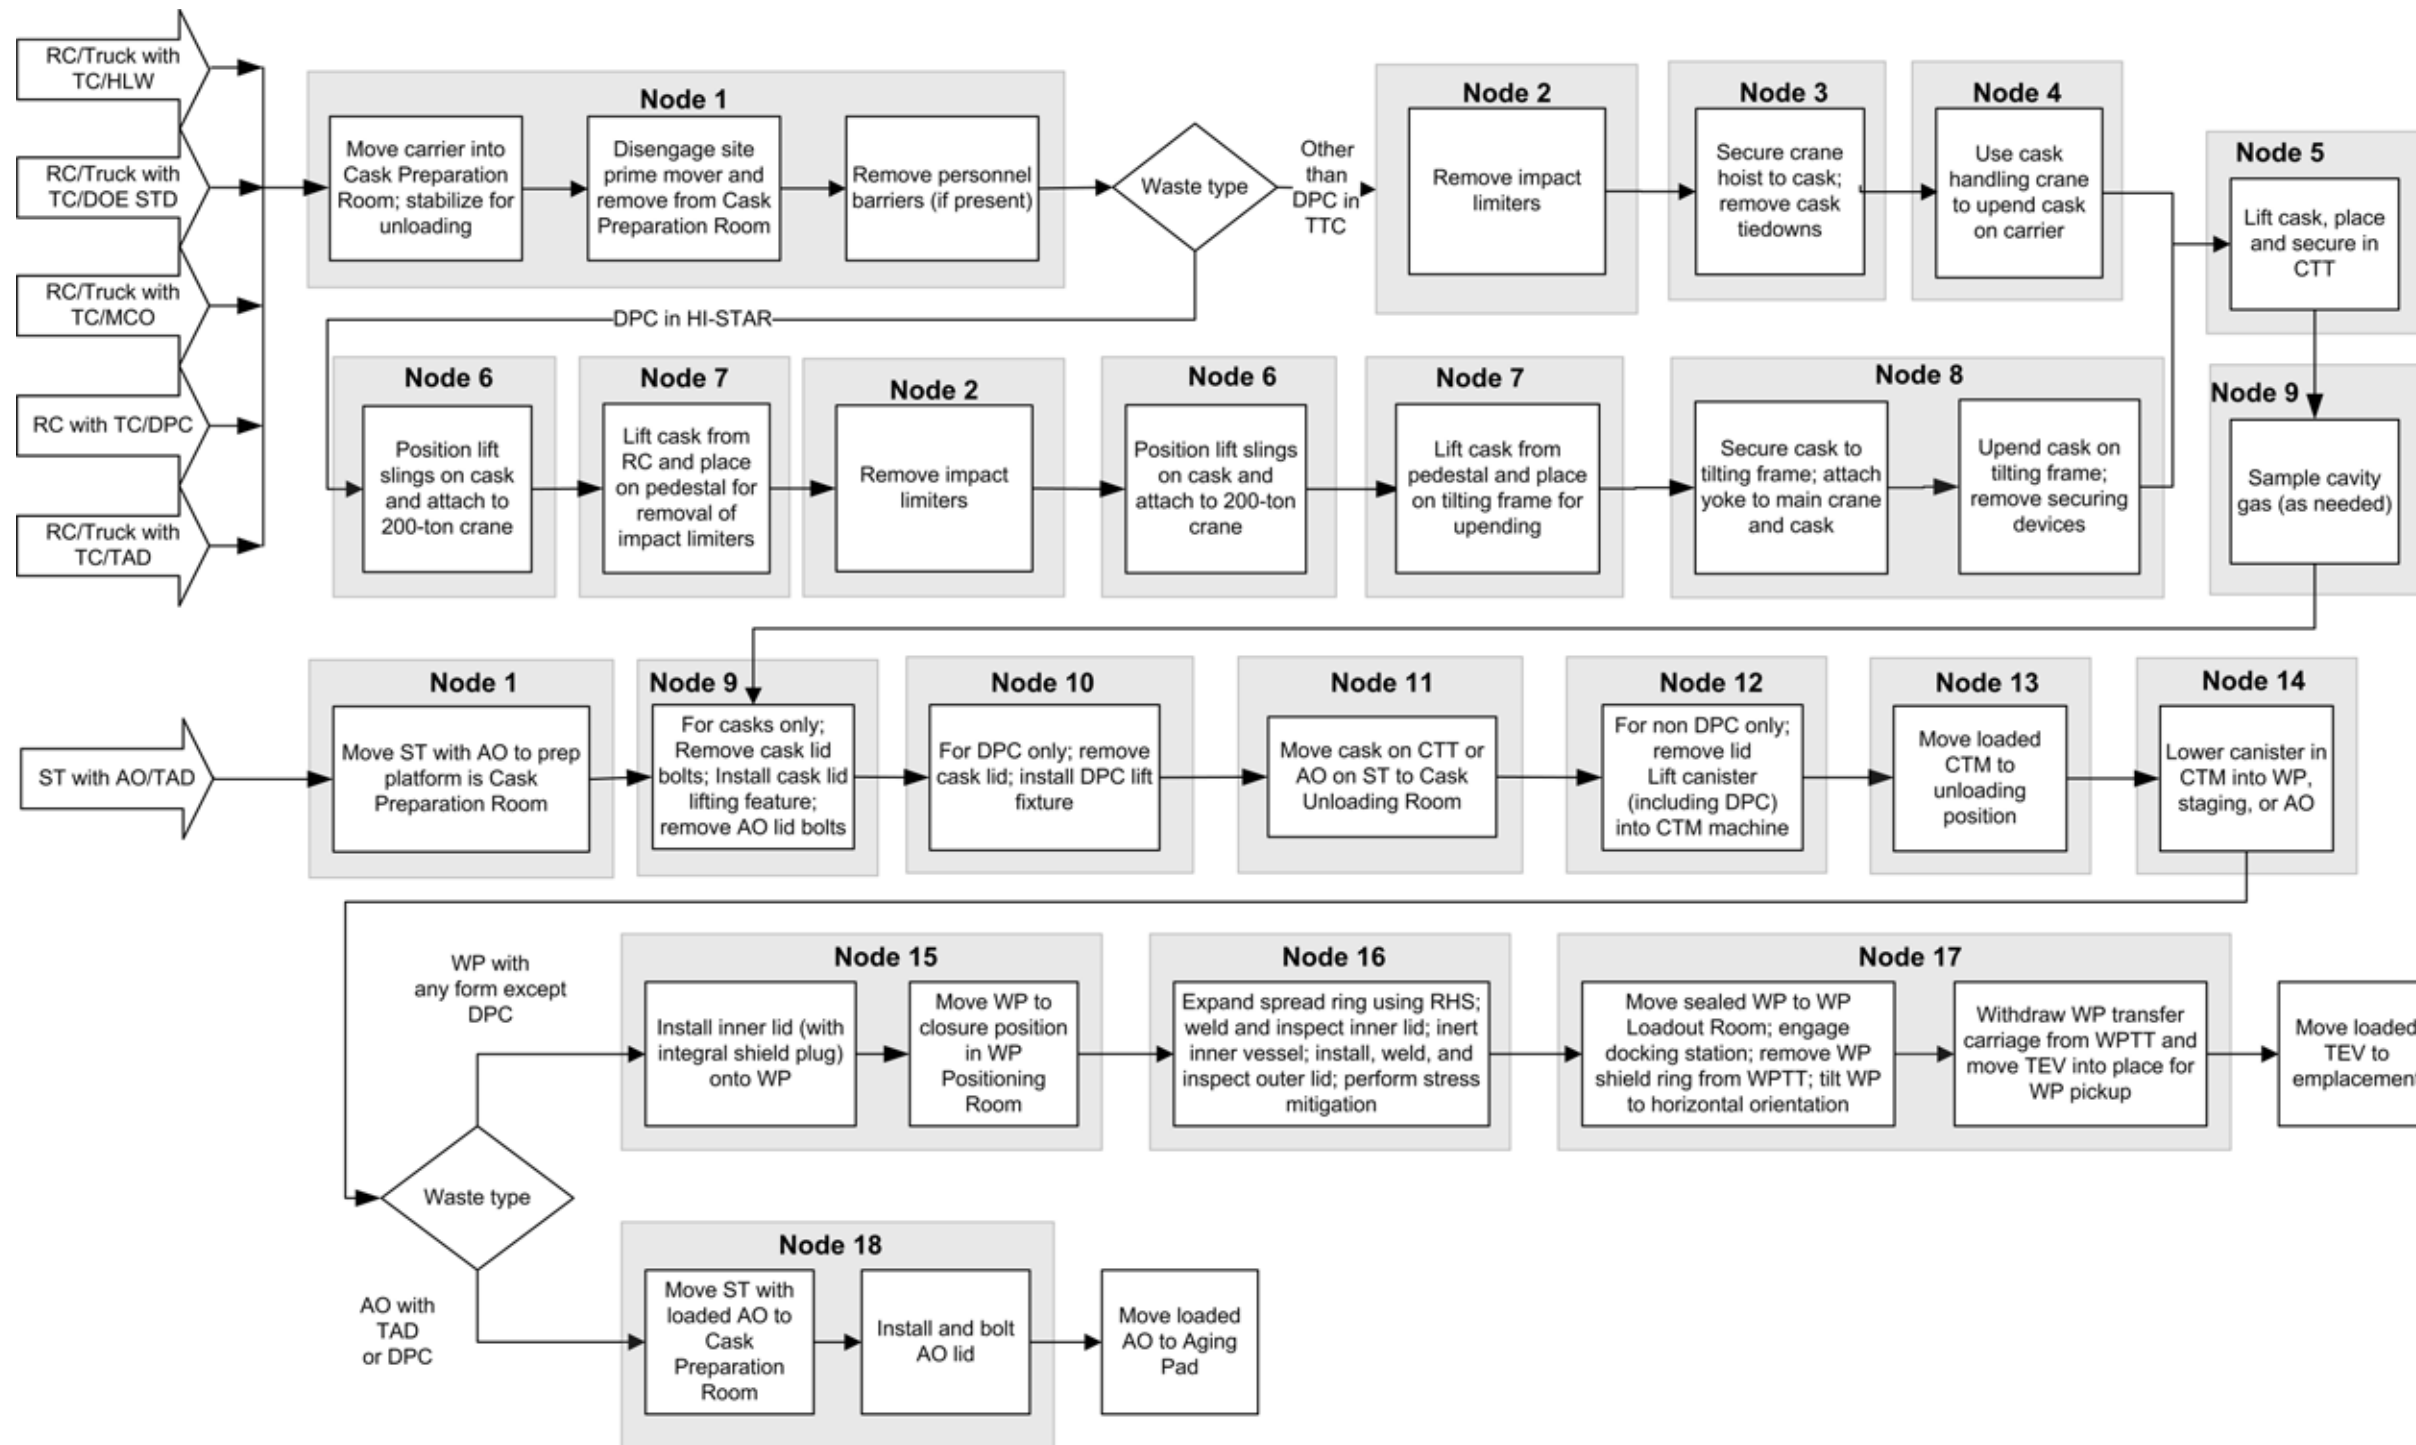 RC/Truck with
TC/HLW
RC/Truck with
TC/DOE STD
RC/Truck with
TC/MCO
RC with TC/DPC
RC/Truck with
TC/TAD
Node 1
Move carrier into
Cask Preparation
Room; stabilize for
unloading
Disengage site
prime mover and
remove from Cask
Preparation Room
Remove personnel
barriers (if present)
Waste type
Other
than
DPC in
TTC
Node 2
Remove impact
limiters
Node 3
Secure crane
hoist to cask;
remove cask
tiedowns
Node 4
Use cask
handling crane
to upend cask
on carrier
Node 5
Lift cask, place
and secure in
CTT
DPC in HI-STAR
Node 6
Position lift
slings on cask
and attach to
200-ton crane
Node 7
Lift cask from
RC and place
on pedestal for
removal of
impact limiters
Node 2
Remove impact
limiters
Node 6
Position lift slings
on cask and
attach to 200-ton
crane
Node 7
Lift cask from
pedestal and place
on tilting frame for
upending
Node 8
Secure cask to
tilting frame; attach
yoke to main crane
and cask
Upend cask on
tilting frame;
remove securing
devices
Node 9
Sample cavity
gas (as needed)
ST with AO/TAD
Node 1
Move ST with AO to prep
platform is Cask
Preparation Room
Node 9
For casks only;
Remove cask lid
bolts; Install cask lid
lifting feature;
remove AO lid bolts
Node 10
For DPC only; remove
cask lid; install DPC lift
fixture
Node 11
Move cask on CTT or
AO on ST to Cask
Unloading Room
Node 12
For non DPC only;
remove lid
Lift canister
(including DPC)
into CTM machine
Node 13
Move loaded
CTM to
unloading
position
Node 14
Lower canister in
CTM into WP,
staging, or AO
WP with
any form except
DPC
Node 15
Install inner lid (with
integral shield plug)
onto WP
Move WP to
closure position
in WP
Positioning
Room
Node 16
Expand spread ring using RHS;
weld and inspect inner lid; inert
inner vessel; install, weld, and
inspect outer lid; perform stress
mitigation
Node 17
Move sealed WP to WP
Loadout Room; engage
docking station; remove WP
shield ring from WPTT; tilt WP
to horizontal orientation
Withdraw WP transfer
carriage from WPTT and
move TEV into place for
WP pickup
Move loaded
TEV to
emplacement
Waste type
AO with
TAD
or DPC
Node 18
Move ST with
loaded AO to
Cask
Preparation
Room
Install and bolt
AO lid
Move loaded
AO to Aging
Pad